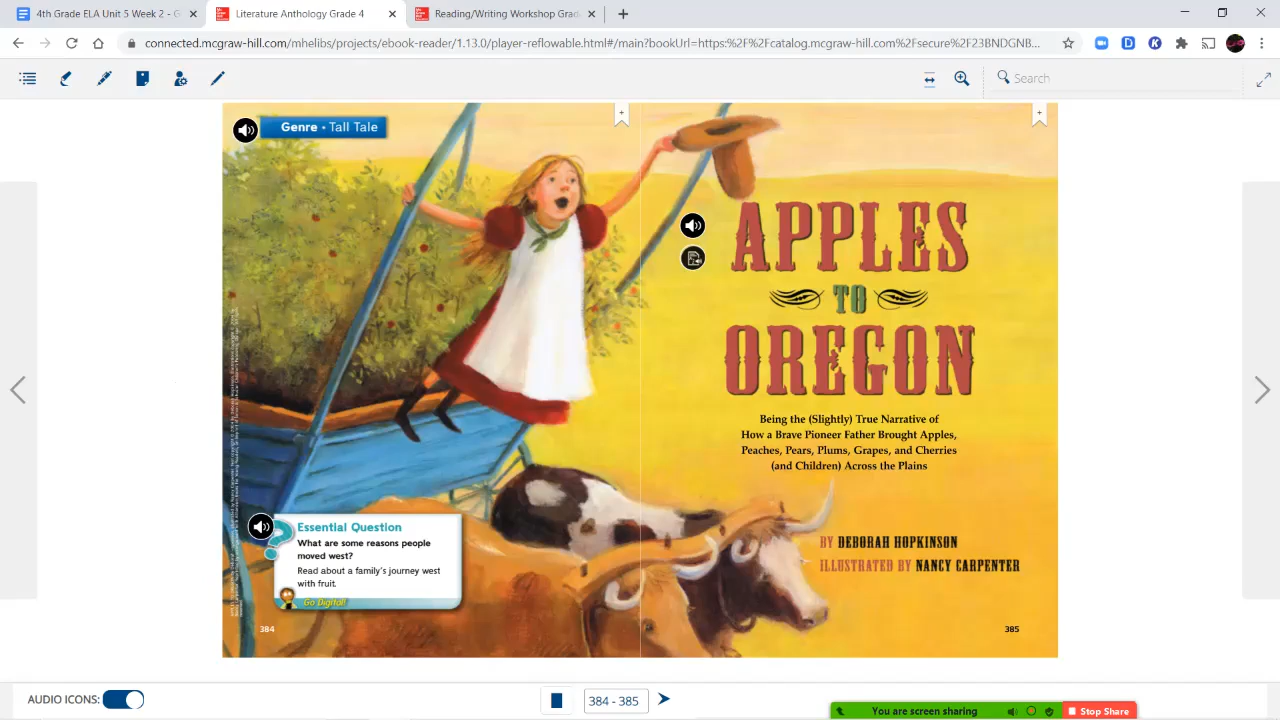 4th Grade ELA Unit 5 Week 2 - G
Literature Anthology Grade 4
Reading/Writing Workshop Grad
connected.mcgraw-hill.com/mhelibs/projects/ebook-rnder/1.13.0/player-rowable.html#/main?bookUrl=https:%2F%2Fcatalog.mcgraw-hill.com%2Fsecure%2F23BNDGNB...
Search
Genre • Tall Tale
APPLES
TO
OREGON
Being the (Slightly) True Narrative of
How a Brave Pioneer Father Brought Apples,
Peaches, Pears, Plums, Grapes, and Cherries
(and Children) Across the Plains
BY DEBORAH HOPKINSON
ILLUSTRATED BY NANCY CARPENTER
Essential Question
What are some reasons people
moved west?
Read about a family's journey west
with fruit.
Go Digital!
384
385
AUDIO ICONS:
384 - 385
You are screen sharing
Stop Share